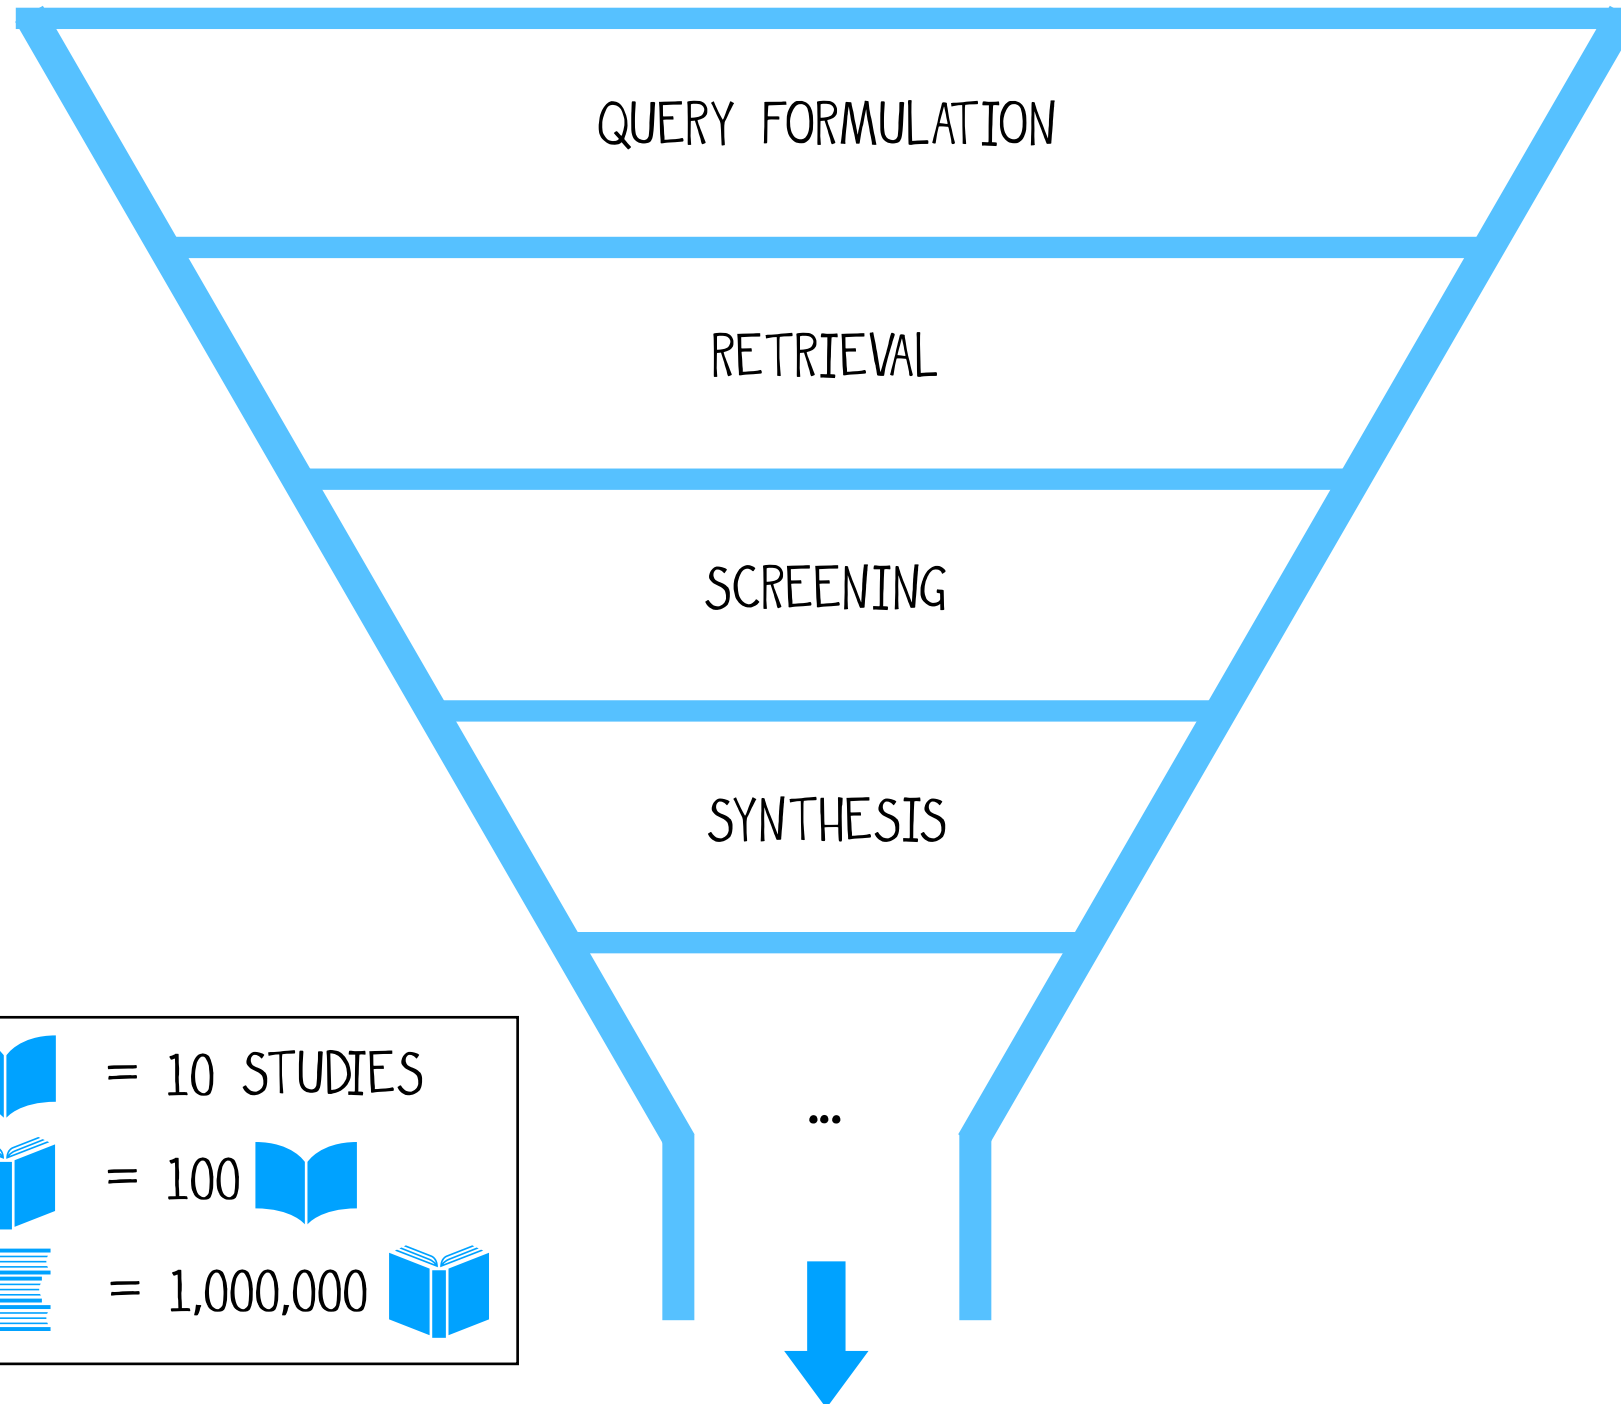 QUERY FORMULATION
RETRIEVAL
SCREENING
SYNTHESIS
...
= 10 STUDIES
= 100
= 1,000,000